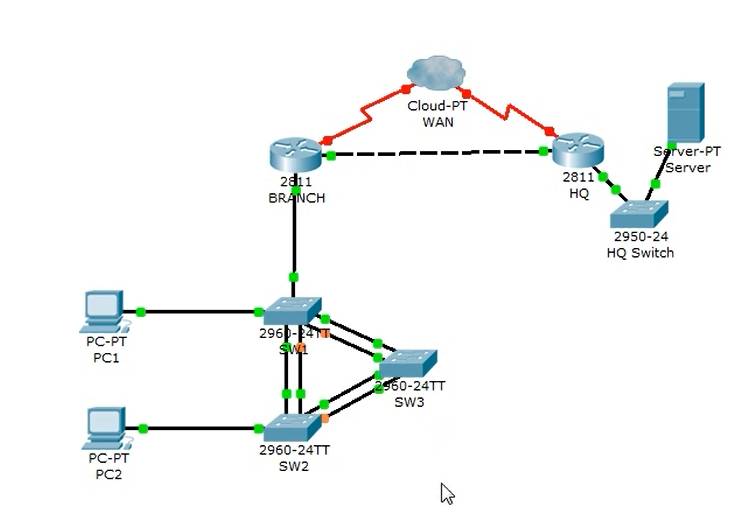 Cloud-PT
WAN
Server-PT
Server
2811
BRANCH
2811
HQ
2950-24
HQ Switch
PC-PT
PC1
2960-24TT
SW1
2960-24TT
SW3
PC-PT
PC2
2960-24TT
SW2